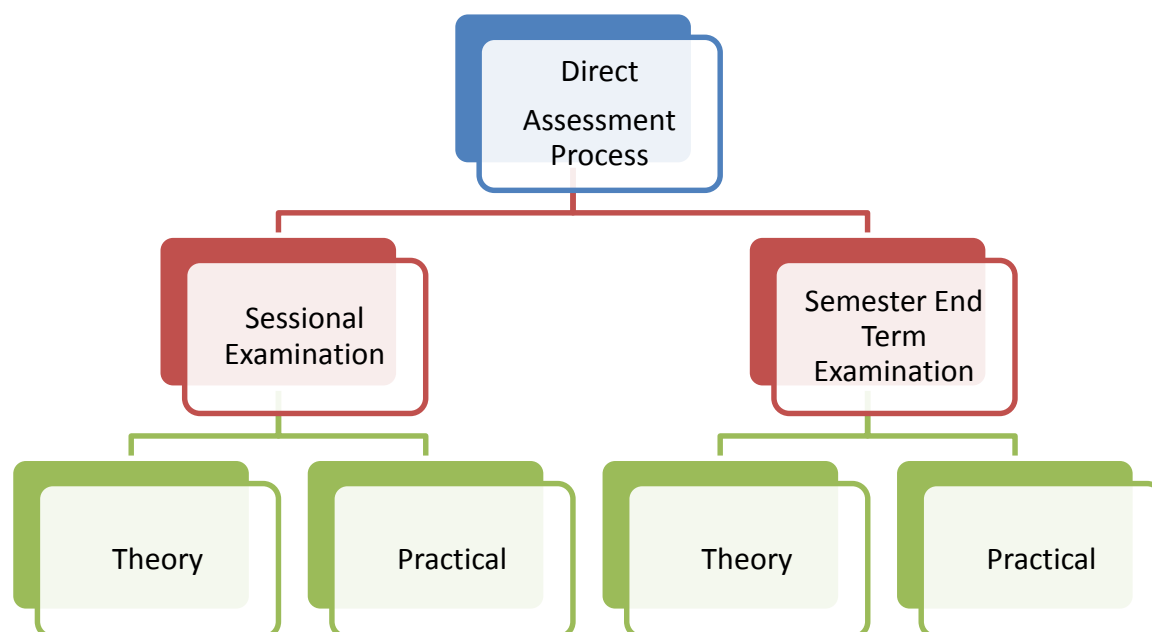 Direct
Assessment
Process
Sessional
Examination
Semester End
Term
Examination
Theory
Practical
Theory
Practical